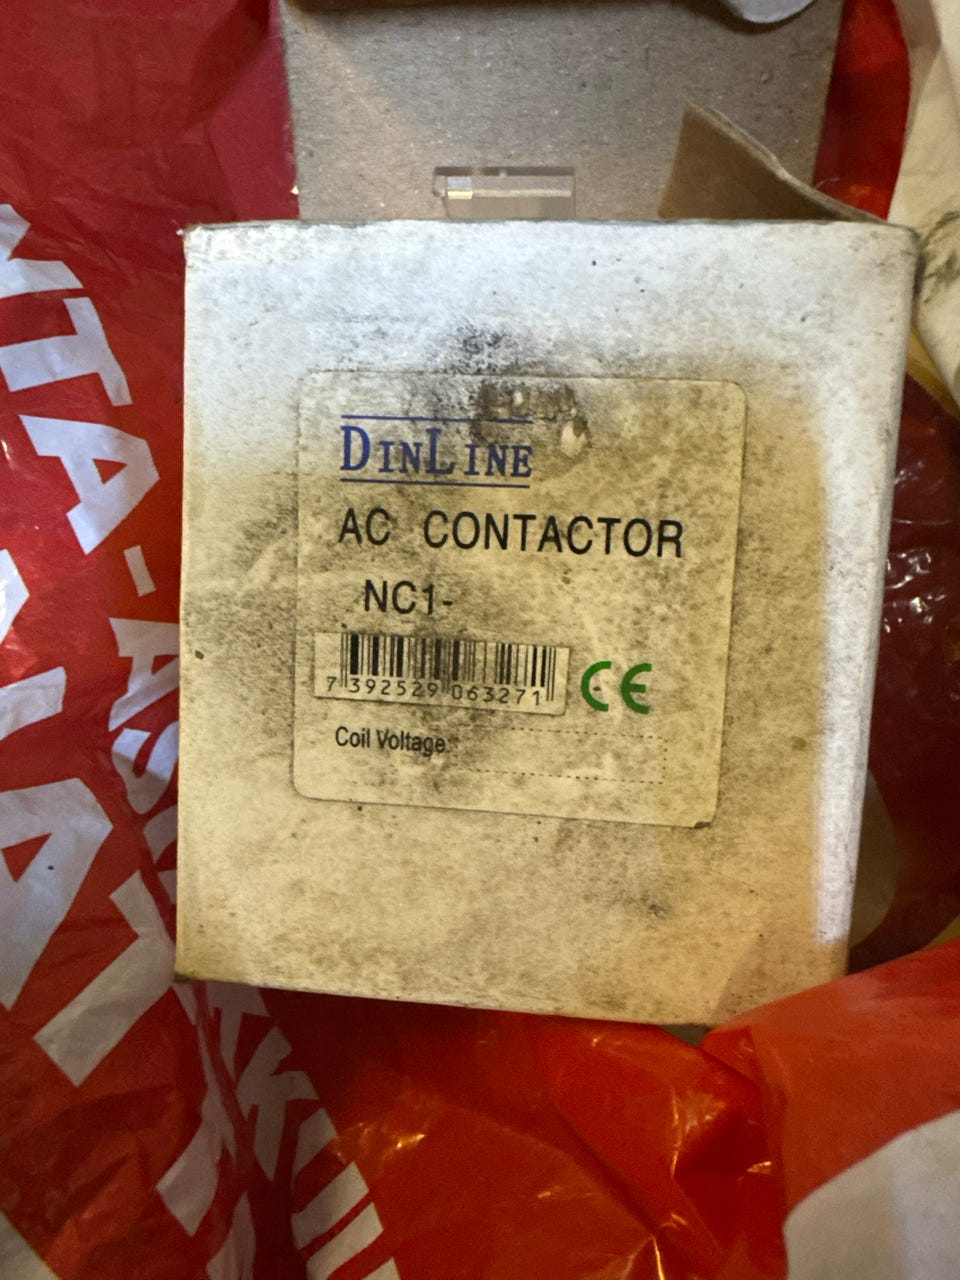 DINLINE
AC CONTACTOR
NC1-
7 392529 063271
CE
Coil Voltage: